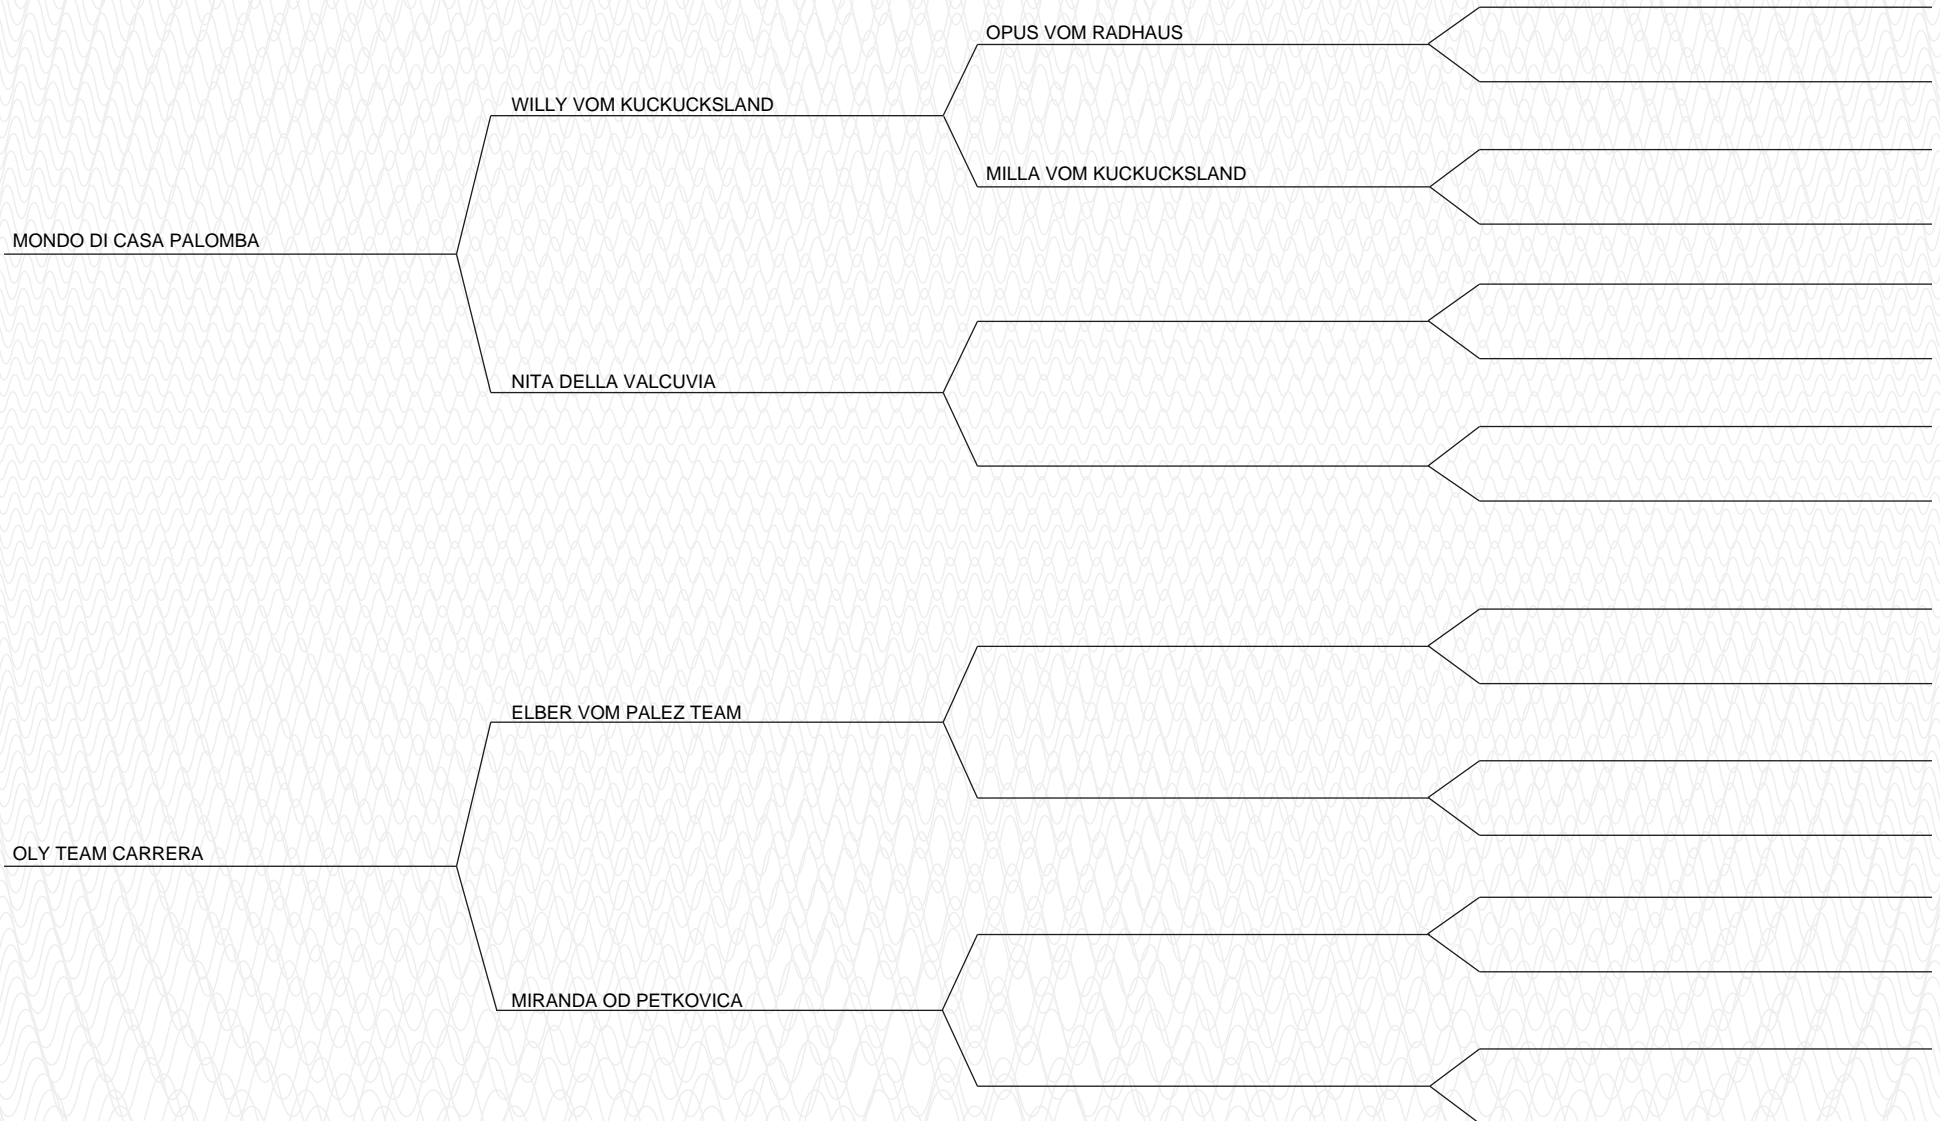 OPUS VOM RADHAUS
WILLY VOM KUCKUCKSLAND
MILLA VOM KUCKUCKSLAND
MONDO DI CASA PALOMBA
NITA DELLA VALCUVIA
ELBER VOM PALEZ TEAM
OLY TEAM CARRERA
MIRANDA OD PETKOVICA